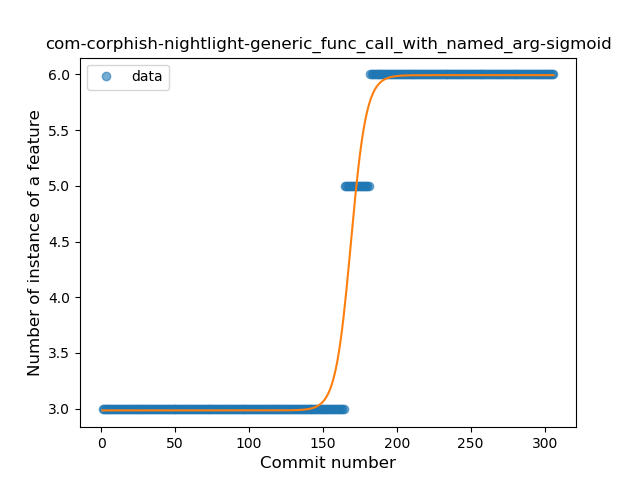 com-corphish-nightlight-generic_func_call_with_named_arg-sigmoid
data
6.0
5.5
5.0
4.5
4.0
3.5
3.0
Number of instance of a feature
0 50 100 150 200 250 300
Commit number